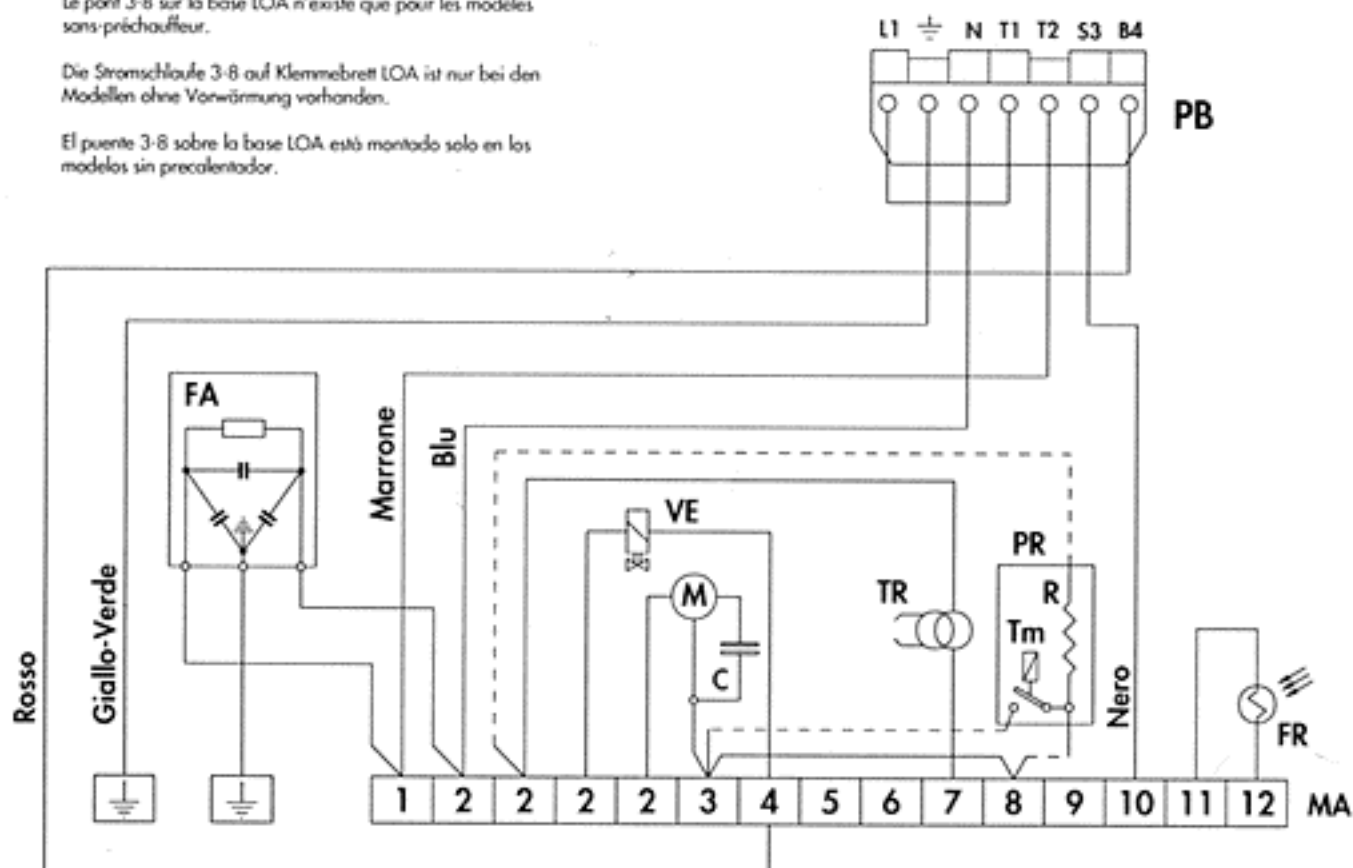 Le pont 3-8 sur la base LOA n'existe que pour les modèles
sans-préchauffeur.
Die Stromschlaufe 3-8 auf Klemmebrett LOA ist nur bei den
Modellen ohne Vorwärmung vorhanden.
El puente 3-8 sobre la base LOA està montado solo en los
modelos sin precalentador.
L1 N T1 T2 S3 B4
PB
FA
Marrone
Blu
VE
M
C
TR
PR
R
Tm
Nero
FR
Rosso
Giallo-Verde
1 2 2 2 2 3 4 5 6 7 8 9 10 11 12 MA